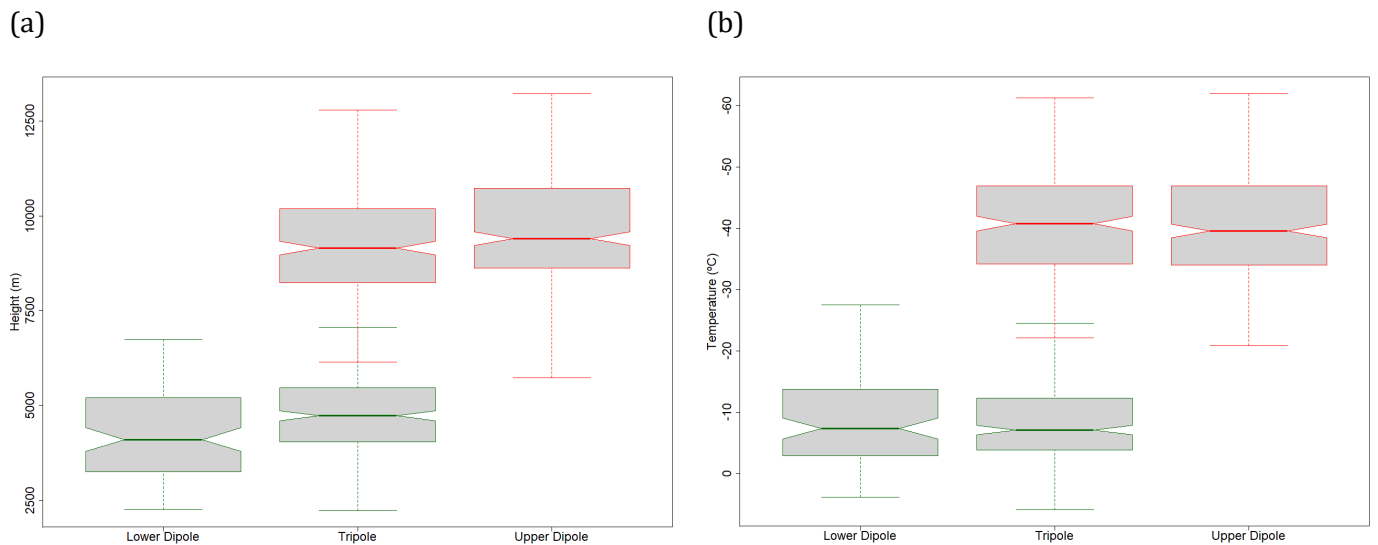 (a)
(b)
Height (m)
12500
10000
7500
5000
2500
Lower Dipole
Tripole
Upper Dipole
Temperature (ºC)
-60
-50
-40
-30
-20
-10
0
Lower Dipole
Tripole
Upper Dipole